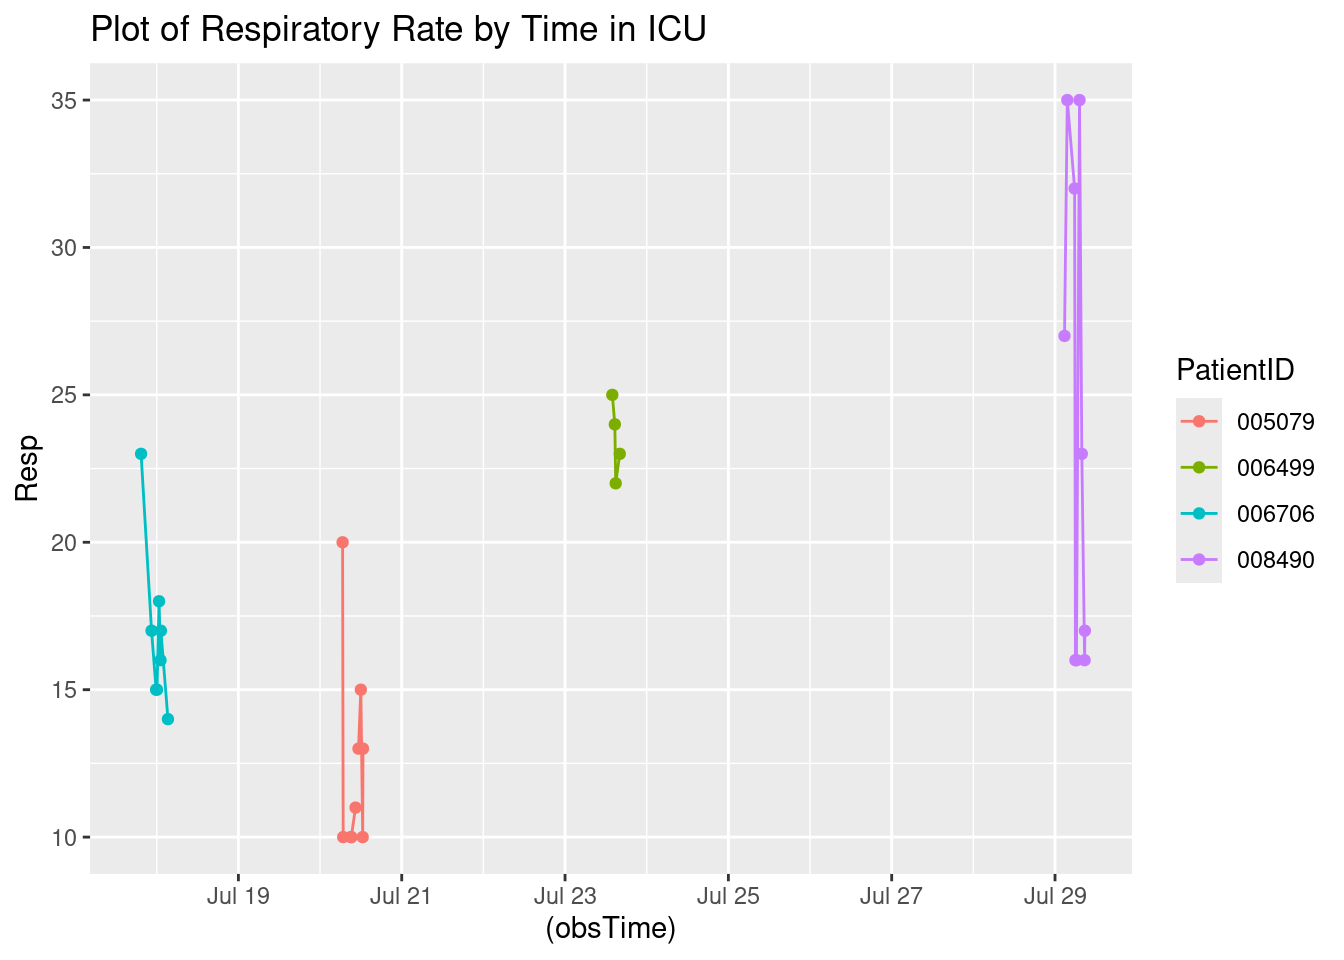 Plot of Respiratory Rate by Time in ICU
35
30
25
20
15
10
Resp
Jul 19 Jul 21 Jul 23 Jul 25 Jul 27 Jul 29
(obsTime)
PatientID
005079
006499
006706
008490